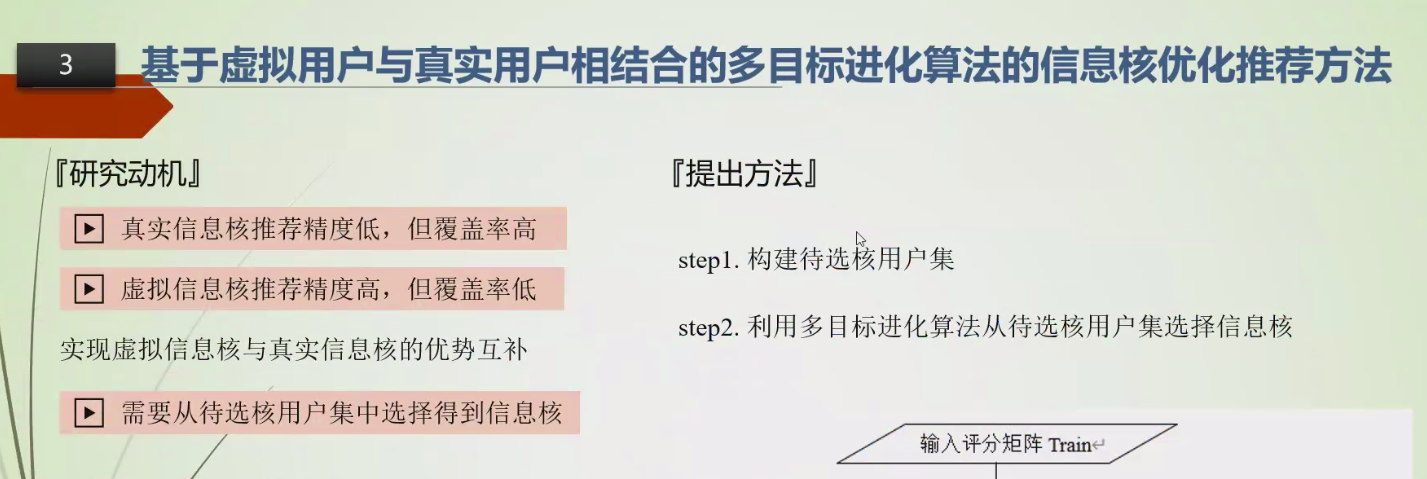 3
基于虚拟用户与真实用户相结合的多目标进化算法的信息核优化推荐方法
『研究动机』
真实信息核推荐精度低，但覆盖率高
虚拟信息核推荐精度高，但覆盖率低
实现虚拟信息核与真实信息核的优势互补
需要从待选核用户集中选择得到信息核
『提出方法』
step1. 构建待选核用户集
step2. 利用多目标进化算法从待选核用户集选择信息核
输入评分矩阵 Train↵